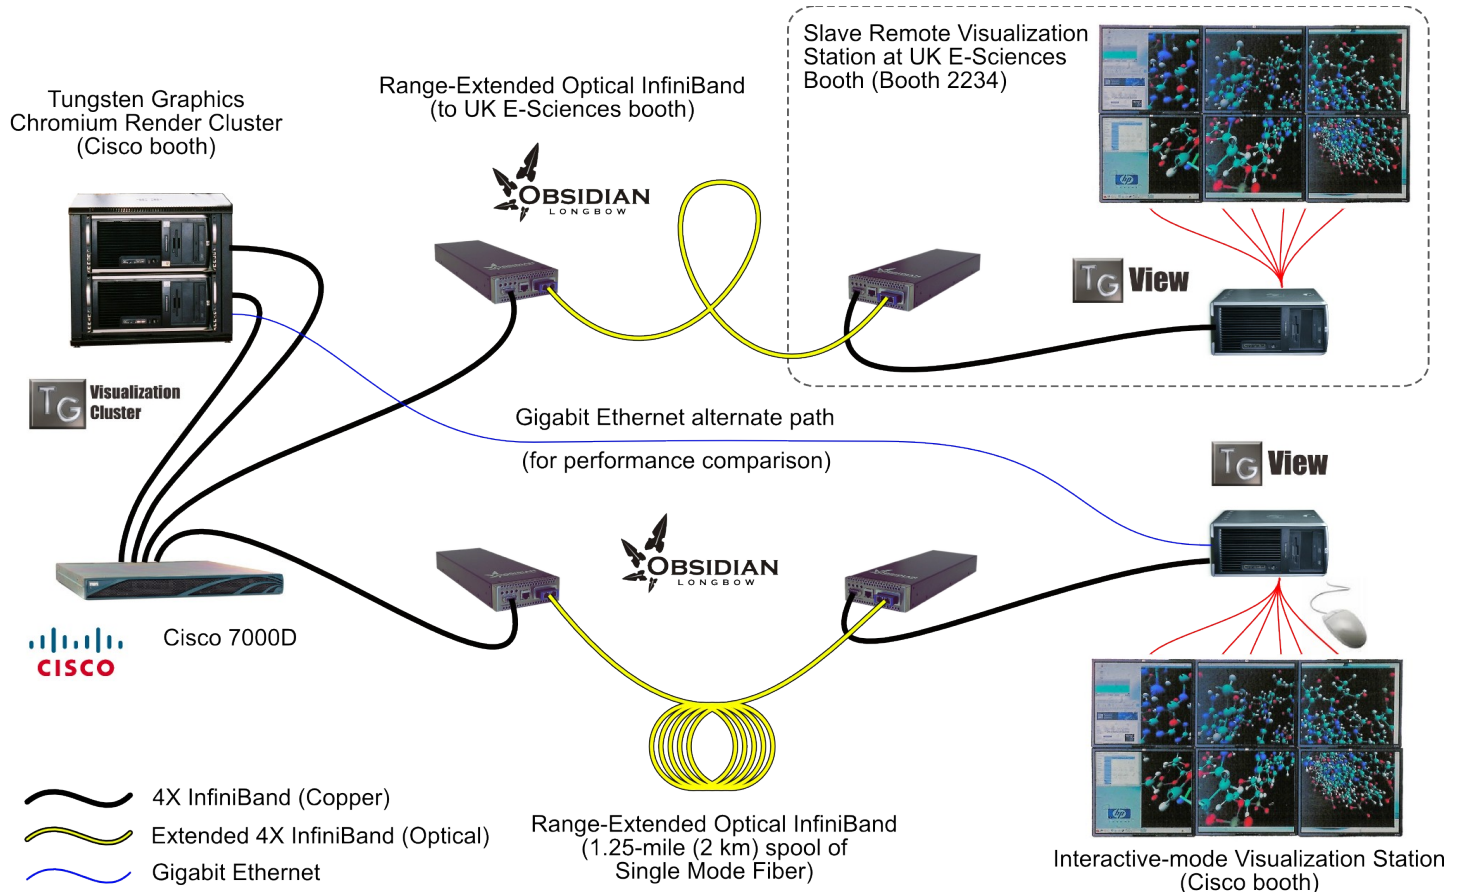 Slave Remote Visualization
Station at UK E-Sciences
Booth (Booth 2234)
Range-Extended Optical InfiniBand
(to UK E-Sciences booth)
Tungsten Graphics
Chromium Render Cluster
(Cisco booth)
OBSIDIAN
LONGBOW
TG View
hp
TG Visualization
Cluster
Gigabit Ethernet alternate path
(for performance comparison)
TG View
OBSIDIAN
LONGBOW
Cisco 7000D
CISCO
hp
4X InfiniBand (Copper)
Extended 4X InfiniBand (Optical)
Gigabit Ethernet
Range-Extended Optical InfiniBand
(1.25-mile (2 km) spool of
Single Mode Fiber)
Interactive-mode Visualization Station
(Cisco booth)